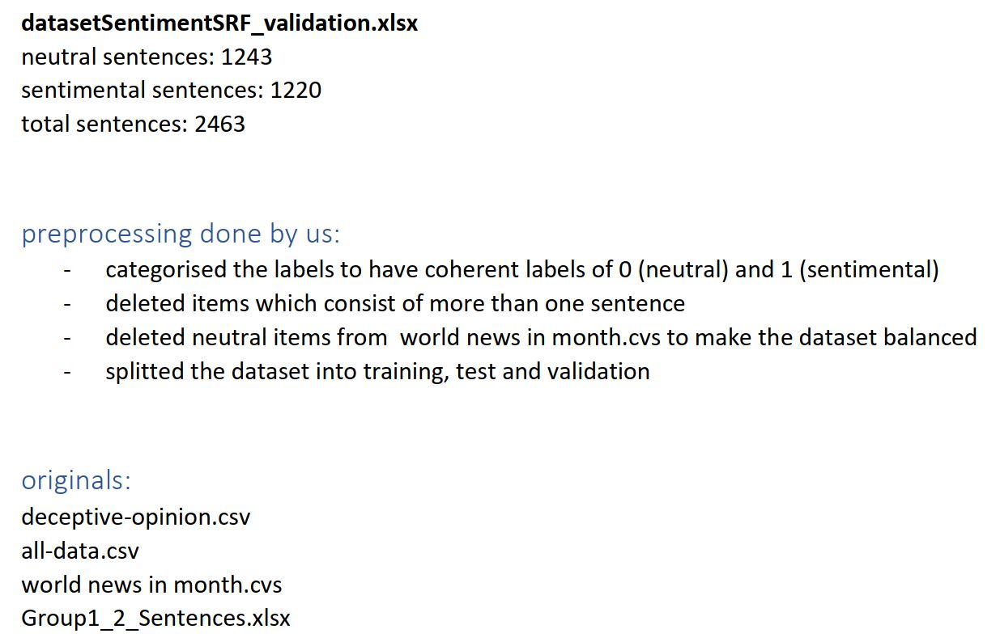 datasetSentimentSRF_validation.xlsx
neutral sentences: 1243
sentimental sentences: 1220
total sentences: 2463
preprocessing done by us:
- categorised the labels to have coherent labels of 0 (neutral) and 1 (sentimental)
- deleted items which consist of more than one sentence
- deleted neutral items from  world news in month.cvs to make the dataset balanced
- splitted the dataset into training, test and validation
originals:
deceptive-opinion.csv
all-data.csv
world news in month.cvs
Group1_2_Sentences.xlsx